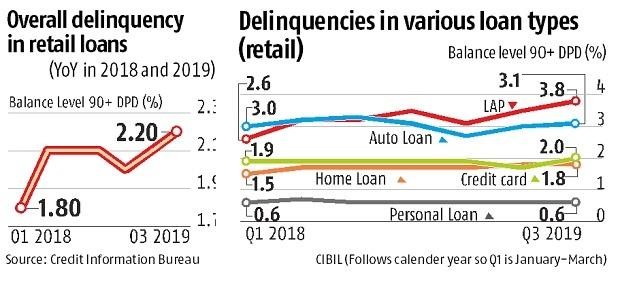 Overall delinquency
in retail loans
(YoY in 2018 and 2019)
Balance Level 90+ DPD (%)
2.3
2.20
2.1
1.9
1.80
1.7
Q1 2018
Q3 2019
Source: Credit Information Bureau
Delinquencies in various loan types
(retail)
Balance level 90+ DPD (%)
2.6
3.1
3.8
4
3.0
LAP
3
Auto Loan
1.9
2.0
2
Home Loan
Credit card
1.8
1.5
1
0.6
Personal Loan
0.6
0
Q1 2018
Q3 2019
CIBIL (Follows calender year so Q1 is January–March)